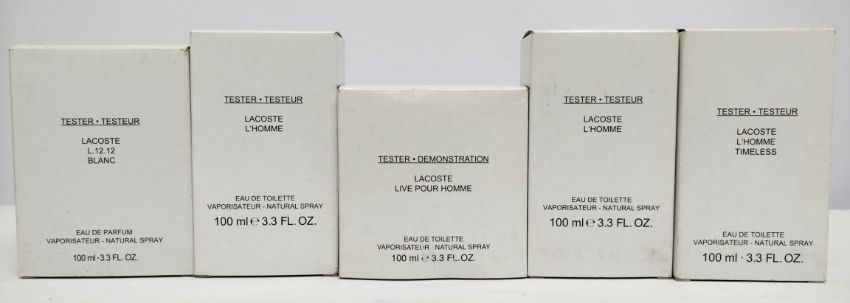 TESTER • TESTEUR
LACOSTE
L.12.12
BLANC
EAU DE PARFUM
VAPORISATEUR - NATURAL SPRAY
100 ml · 3.3 FL. OZ.
TESTER • TESTEUR
LACOSTE
L'HOMME
EAU DE TOILETTE
VAPORISATEUR - NATURAL SPRAY
100 ml ℮ 3.3 FL. OZ.
TESTER • DEMONSTRATION
LACOSTE
LIVE POUR HOMME
EAU DE TOILETTE
VAPORISATEUR - NATURAL SPRAY
100 ml ℮ 3.3 FL. OZ.
TESTER • TESTEUR
LACOSTE
L'HOMME
EAU DE TOILETTE
VAPORISATEUR - NATURAL SPRAY
100 ml ℮ 3.3 FL. OZ.
TESTER • TESTEUR
LACOSTE
L'HOMME
TIMELESS
EAU DE TOILETTE
VAPORISATEUR - NATURAL SPRAY
100 ml · 3.3 FL. OZ.